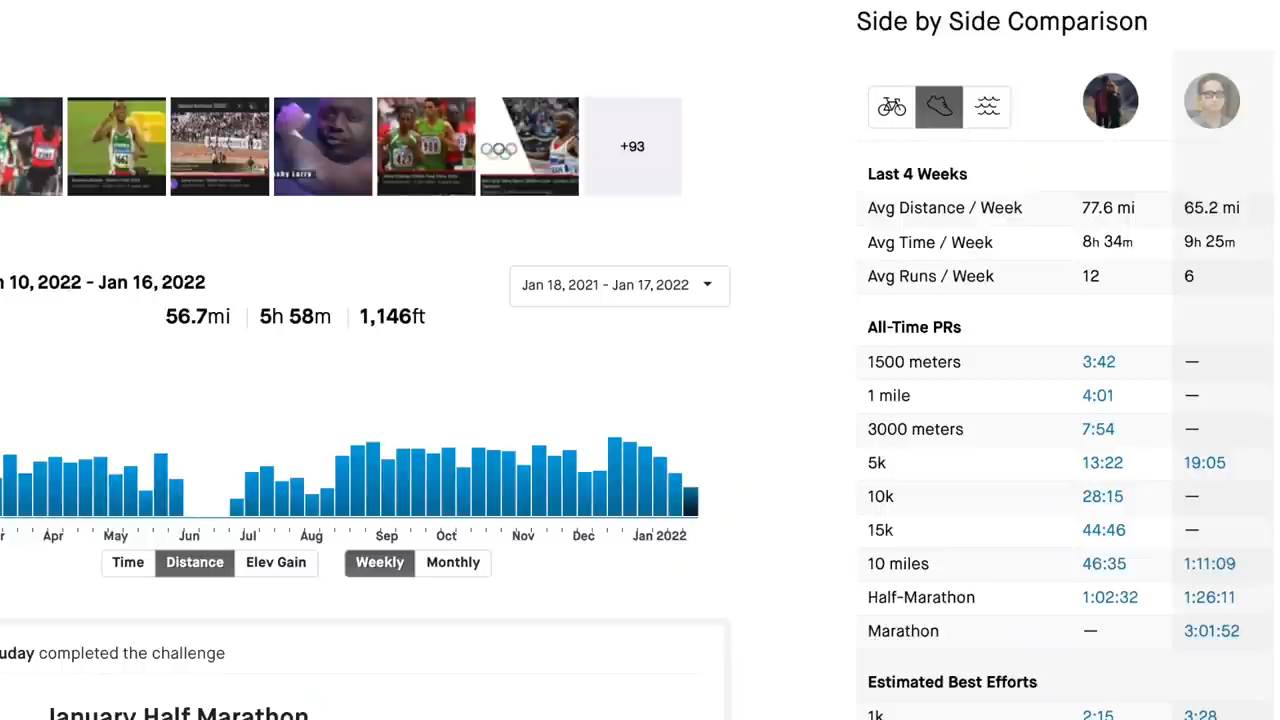 Side by Side Comparison
+93
Last 4 Weeks
Avg Distance / Week 77.6 mi 65.2 mi
Avg Time / Week 8h 34m 9h 25m
Avg Runs / Week 12 6
10, 2022 - Jan 16, 2022
Jan 18, 2021 - Jan 17, 2022
56.7mi 5h 58m 1,146ft
All-Time PRs
1500 meters 3:42 —
1 mile 4:01 —
3000 meters 7:54 —
5k 13:22 19:05
10k 28:15 —
15k 44:46 —
10 miles 46:35 1:11:09
Half-Marathon 1:02:32 1:26:11
Marathon — 3:01:52
Apr May Jun Jul Aug Sep Oct Nov Dec Jan 2022
Time Distance Elev Gain Weekly Monthly
uday completed the challenge
January Half Marathon
Estimated Best Efforts
1k 2:15 3:28